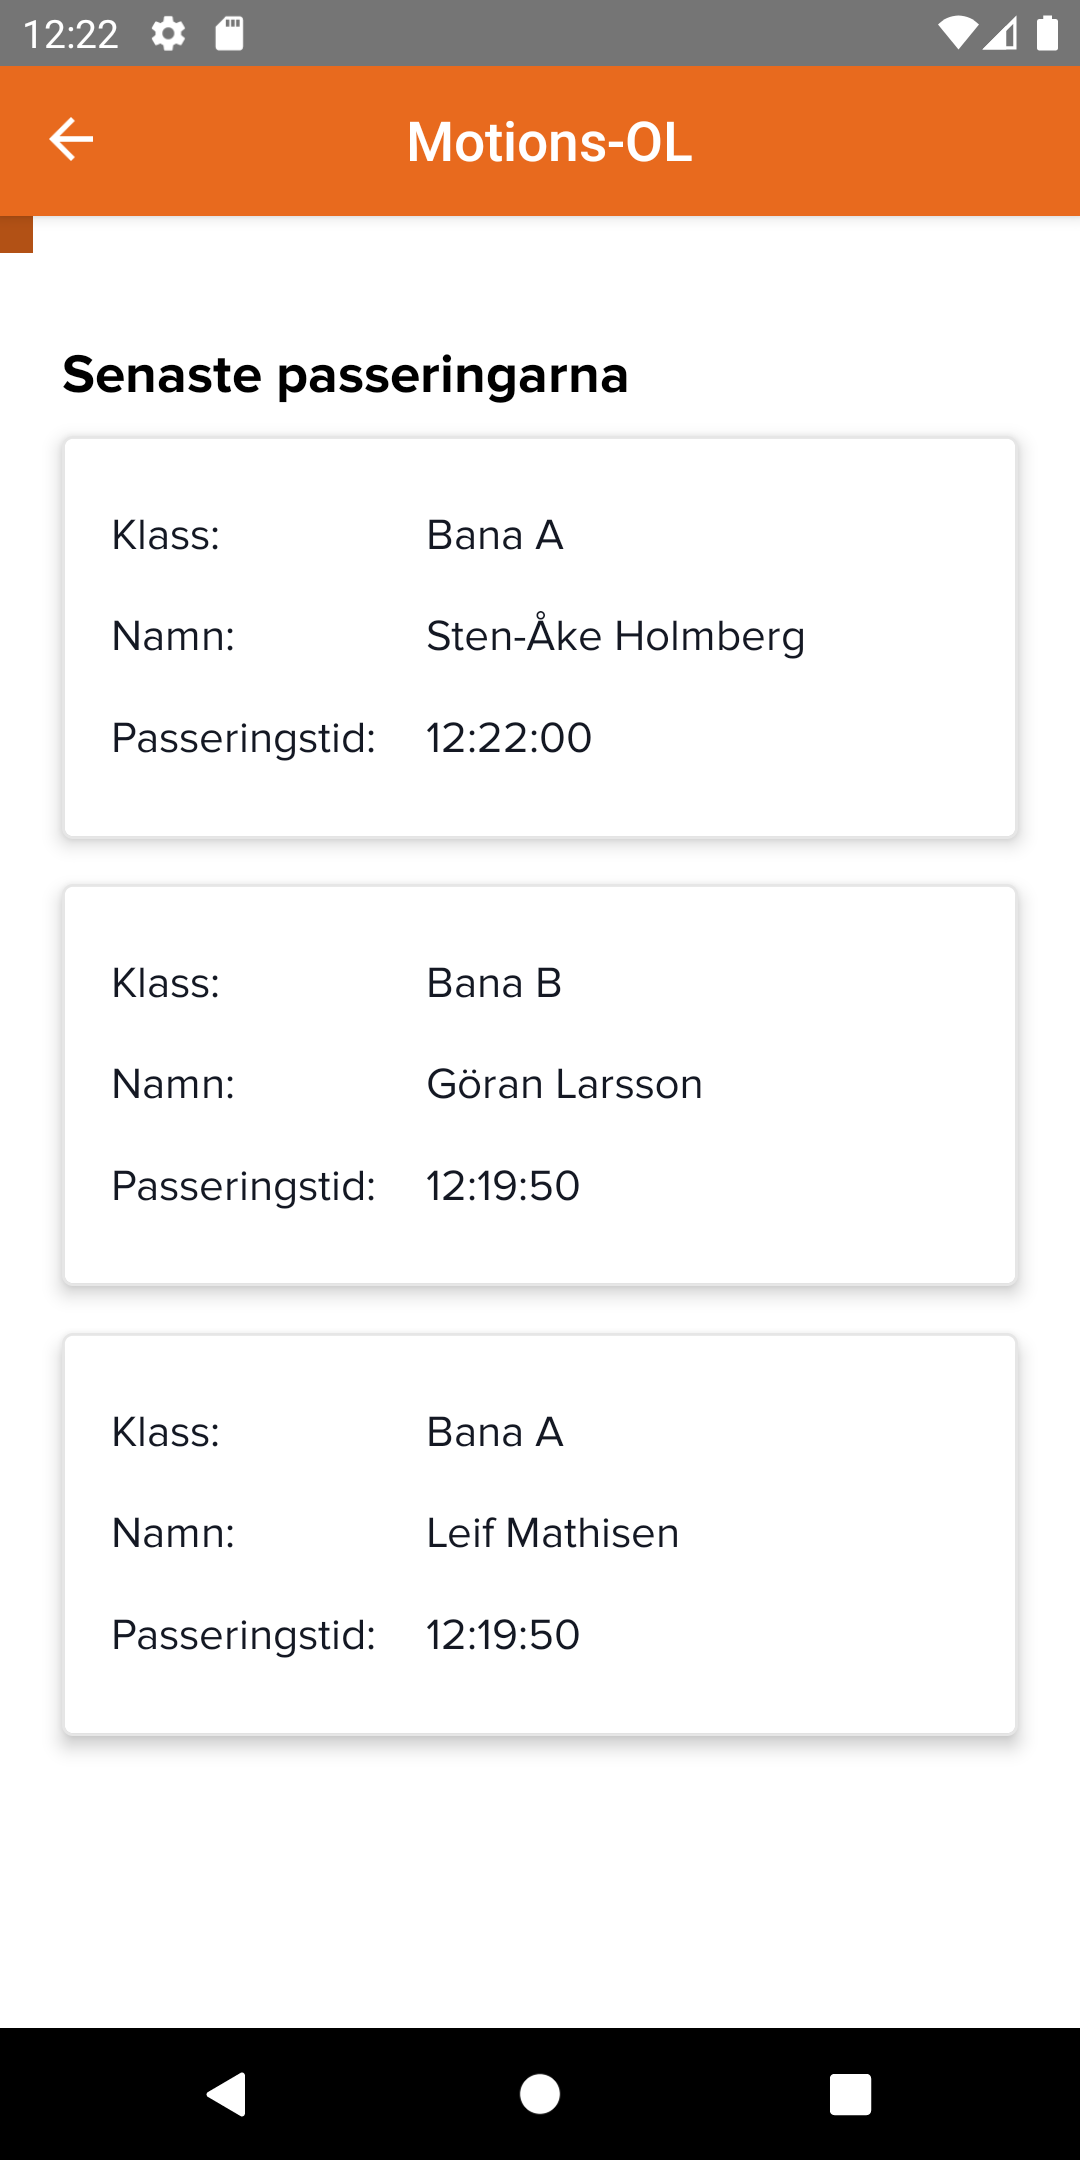 12:22
Motions-OL
Senaste passeringarna
Klass: Bana A
Namn: Sten-Åke Holmberg
Passeringstid: 12:22:00
Klass: Bana B
Namn: Göran Larsson
Passeringstid: 12:19:50
Klass: Bana A
Namn: Leif Mathisen
Passeringstid: 12:19:50